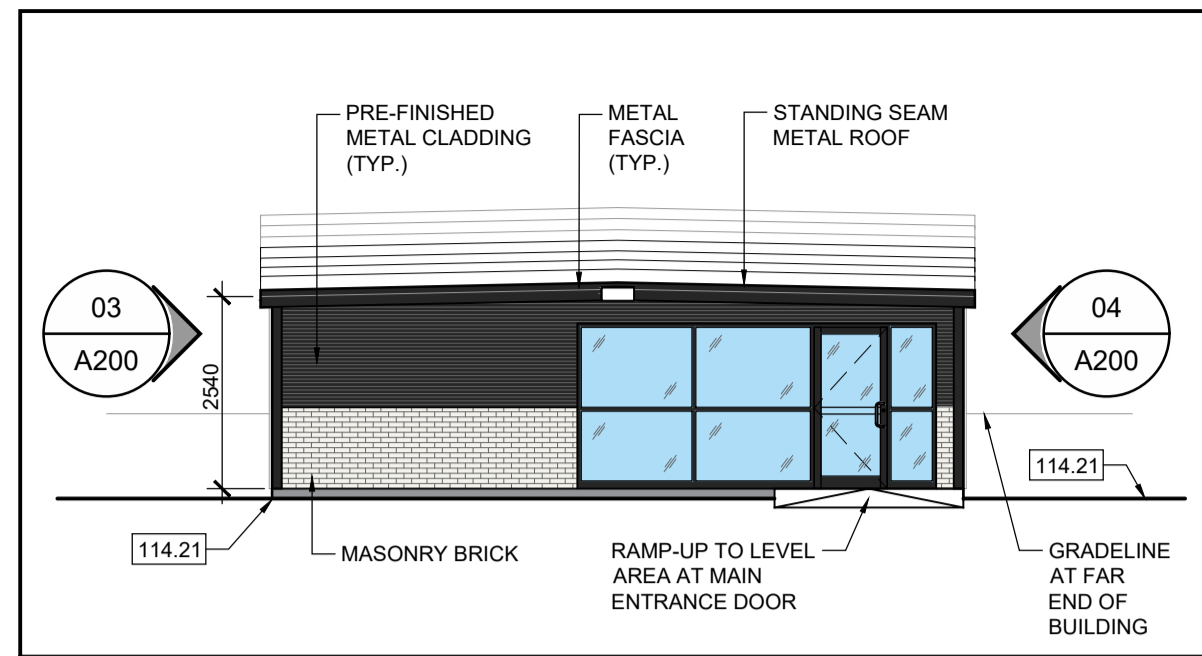 PRE-FINISHED
METAL CLADDING
(TYP.)
METAL
FASCIA
(TYP.)
STANDING SEAM
METAL ROOF
03
A200
2540
04
A200
114.21
114.21
MASONRY BRICK
RAMP-UP TO LEVEL
AREA AT MAIN
ENTRANCE DOOR
GRADELINE
AT FAR
END OF
BUILDING